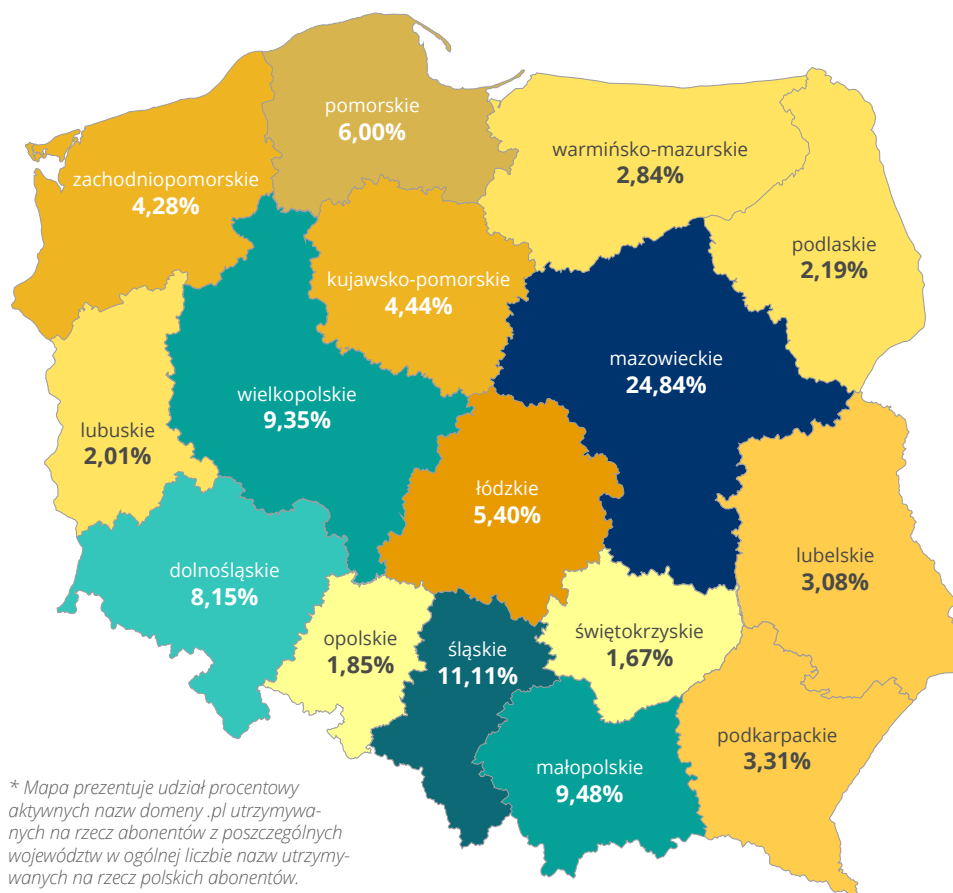 pomorskie
6,00%
warmińsko-mazurskie
2,84%
zachodniopomorskie
4,28%
podlaskie
2,19%
kujawsko-pomorskie
4,44%
mazowieckie
24,84%
wielkopolskie
9,35%
lubuskie
2,01%
łódzkie
5,40%
lubelskie
3,08%
dolnośląskie
8,15%
opolskie
1,85%
śląskie
11,11%
świętokrzyskie
1,67%
podkarpackie
3,31%
małopolskie
9,48%
* Mapa prezentuje udział procentowy
aktywnych nazw domeny .pl utrzymywa-
nych na rzecz abonentów z poszczególnych
województw w ogólnej liczbie nazw utrzymy-
wanych na rzecz polskich abonentów.